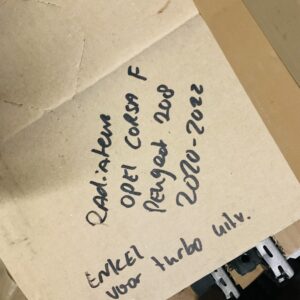 Radiateur
OPEL CORSA F
Peugeot 208
2020-2022
ENKEL
voor turbo uitv.